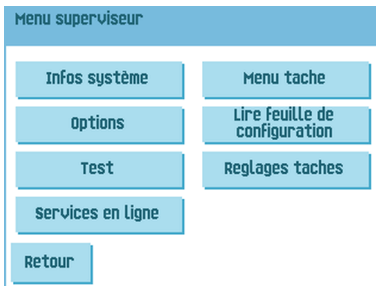 Menu superviseur
Infos système
Menu tache
Options
Lire feuille de
configuration
Test
Reglages taches
Services en ligne
Retour